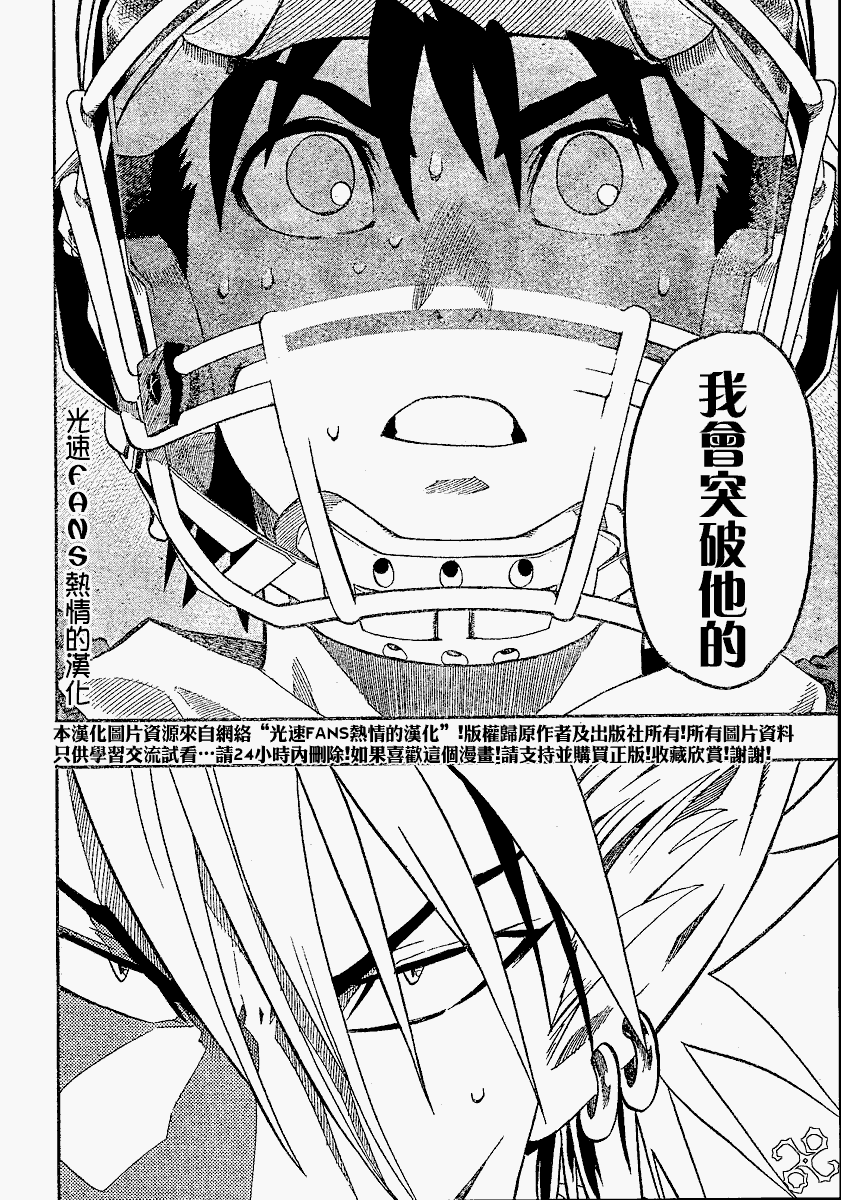 我會突破他的
光速FANS熱情的漢化
本漢化圖片資源來自網絡“光速FANS熱情的漢化”!版權歸原作者及出版社所有!所有圖片資料
只供學習交流試看…請24小時內刪除!如果喜歡這個漫畫!請支持並購買正版!收藏欣賞!謝謝!